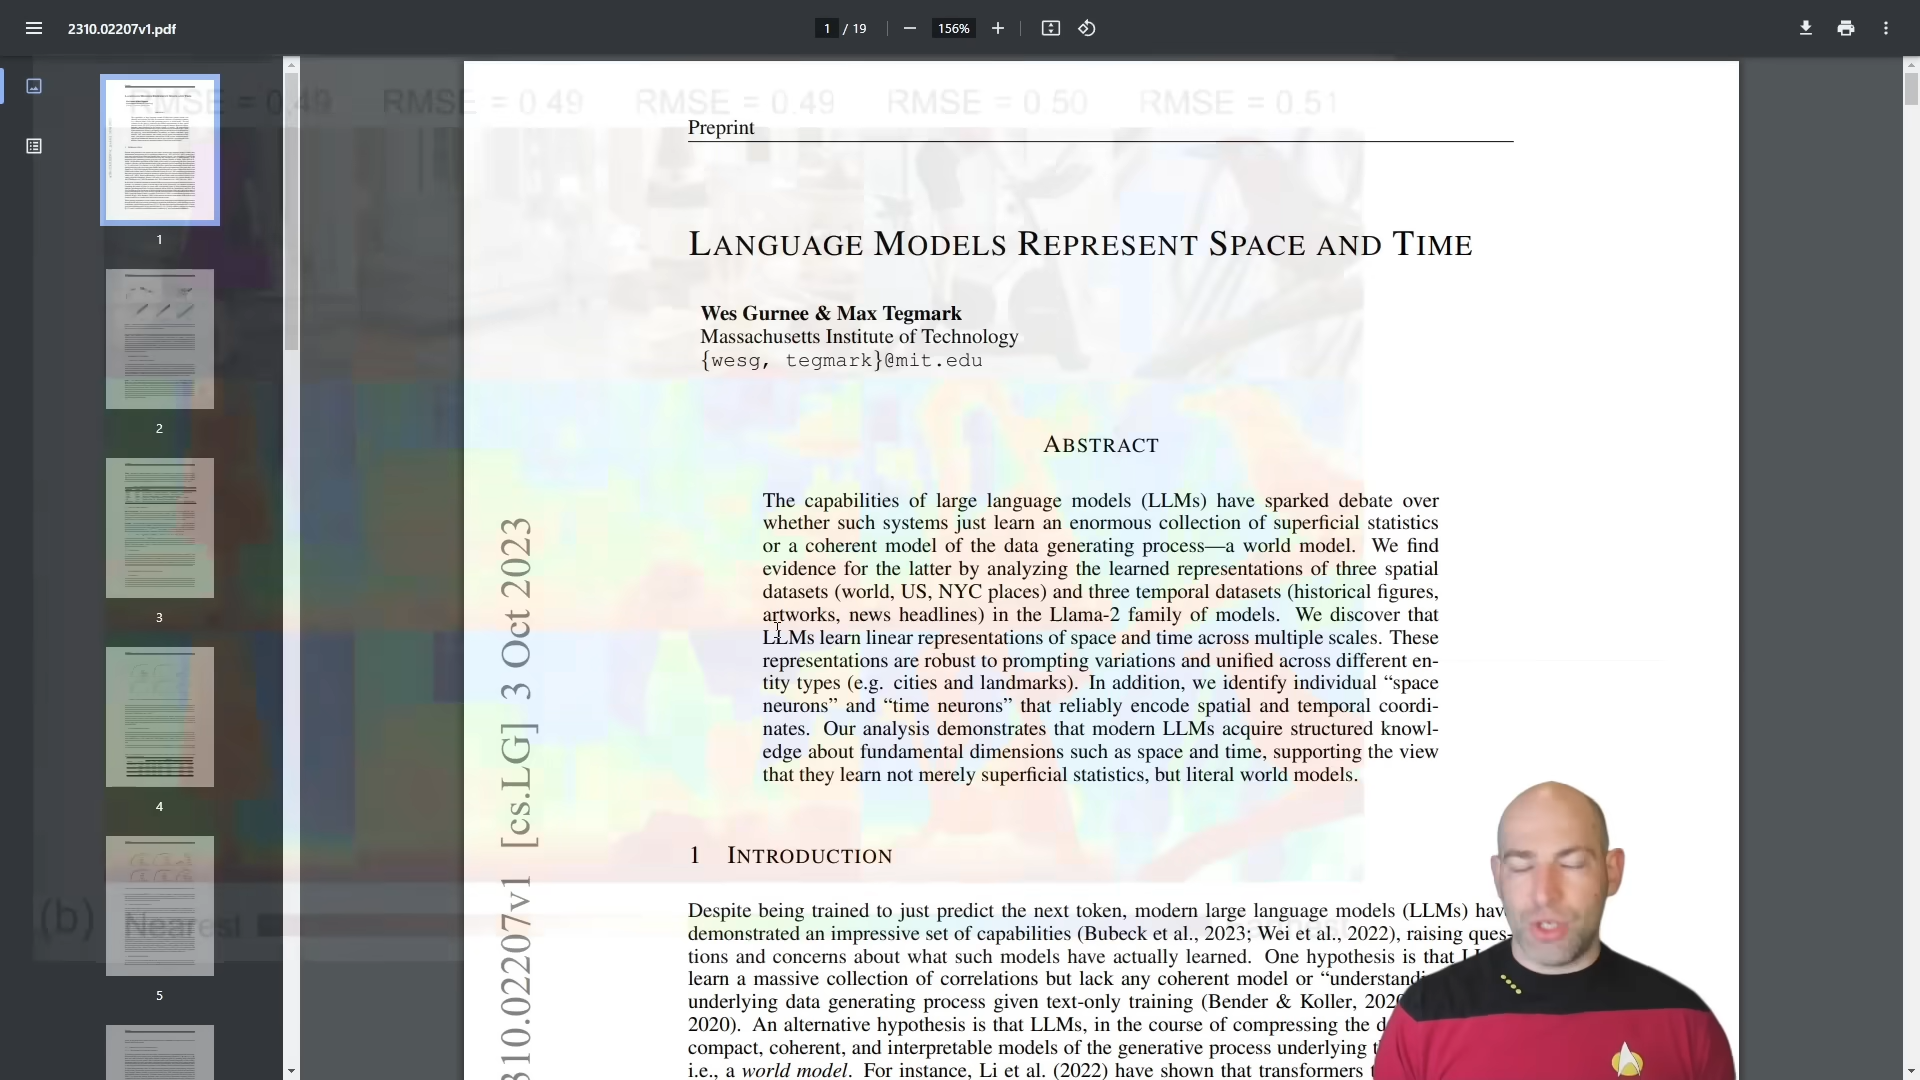 2310.02207v1.pdf
1 / 19
156%
RMSE = 0.49 RMSE = 0.49 RMSE = 0.49 RMSE = 0.50 RMSE = 0.51
Preprint
LANGUAGE MODELS REPRESENT SPACE AND TIME
Wes Gurnee & Max Tegmark
Massachusetts Institute of Technology
{wesg, tegmark}@mit.edu
ABSTRACT
The capabilities of large language models (LLMs) have sparked debate over
whether such systems just learn an enormous collection of superficial statistics
or a coherent model of the data generating process—a world model. We find
evidence for the latter by analyzing the learned representations of three spatial
datasets (world, US, NYC places) and three temporal datasets (historical figures,
artworks, news headlines) in the Llama-2 family of models. We discover that
LLMs learn linear representations of space and time across multiple scales. These
representations are robust to prompting variations and unified across different en-
tity types (e.g. cities and landmarks). In addition, we identify individual “space
neurons” and “time neurons” that reliably encode spatial and temporal coordi-
nates. Our analysis demonstrates that modern LLMs acquire structured knowl-
edge about fundamental dimensions such as space and time, supporting the view
that they learn not merely superficial statistics, but literal world models.
1 INTRODUCTION
Despite being trained to just predict the next token, modern large language models (LLMs) hav
demonstrated an impressive set of capabilities (Bubeck et al., 2023; Wei et al., 2022), raising ques-
tions and concerns about what such models have actually learned. One hypothesis is that
learn a massive collection of correlations but lack any coherent model or “understandi
underlying data generating process given text-only training (Bender & Koller, 202
2020). An alternative hypothesis is that LLMs, in the course of compressing the d
compact, coherent, and interpretable models of the generative process underlying
i.e., a world model. For instance, Li et al. (2022) have shown that transformers
310.02207v1 [cs.LG] 3 Oct 2023
1
2
3
4
5
(b) Nearest